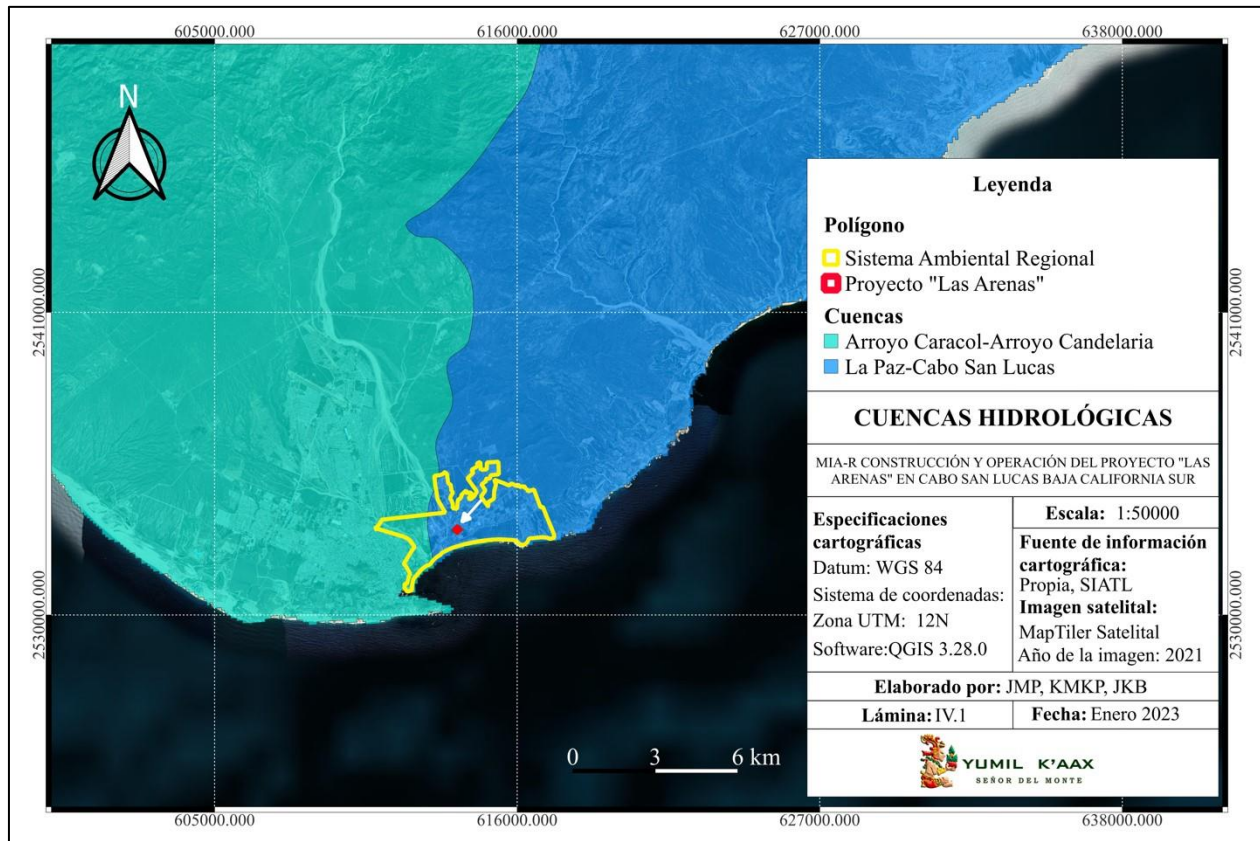 605000.000
616000.000
627000.000
638000.000
N
2541000.000
2541000.000
2530000.000
2530000.000
Leyenda
Polígono
Sistema Ambiental Regional
Proyecto "Las Arenas"
Cuencas
Arroyo Caracol-Arroyo Candelaria
La Paz-Cabo San Lucas
CUENCAS HIDROLÓGICAS
MIA-R CONSTRUCCIÓN Y OPERACIÓN DEL PROYECTO "LAS
ARENAS" EN CABO SAN LUCAS BAJA CALIFORNIA SUR
Especificaciones
cartográficas
Datum: WGS 84
Sistema de coordenadas:
Zona UTM: 12N
Software:QGIS 3.28.0
Escala: 1:50000
Fuente de información
cartográfica:
Propia, SIATL
Imagen satelital:
MapTiler Satelital
Año de la imagen: 2021
Elaborado por: JMP, KMKP, JKB
Lámina: IV.1
Fecha: Enero 2023
YUMIL K'AAX
SEÑOR DEL MONTE
0 3 6 km
605000.000
616000.000
627000.000
638000.000